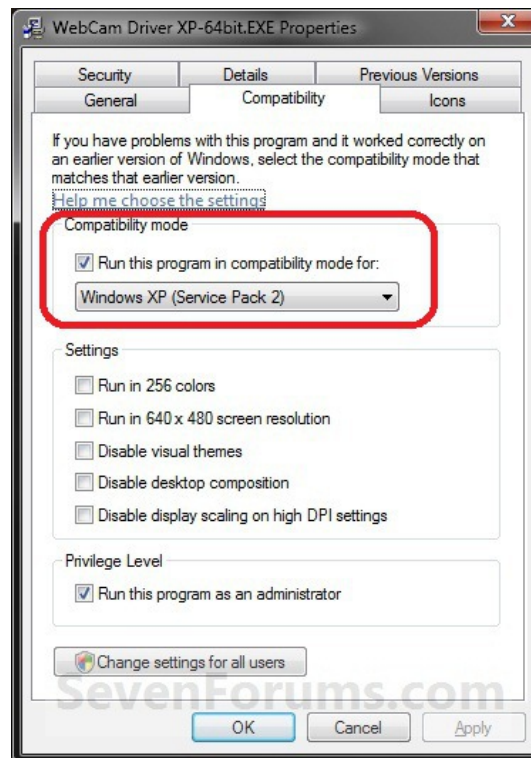 WebCam Driver XP-64bit.EXE Properties
Security Details Previous Versions
General Compatibility Icons
If you have problems with this program and it worked correctly on
an earlier version of Windows, select the compatibility mode that
matches that earlier version.
Help me choose the settings
Compatibility mode
Run this program in compatibility mode for:
Windows XP (Service Pack 2)
Settings
Run in 256 colors
Run in 640 x 480 screen resolution
Disable visual themes
Disable desktop composition
Disable display scaling on high DPI settings
Privilege Level
Run this program as an administrator
Change settings for all users
SevenForums.com
OK Cancel Apply